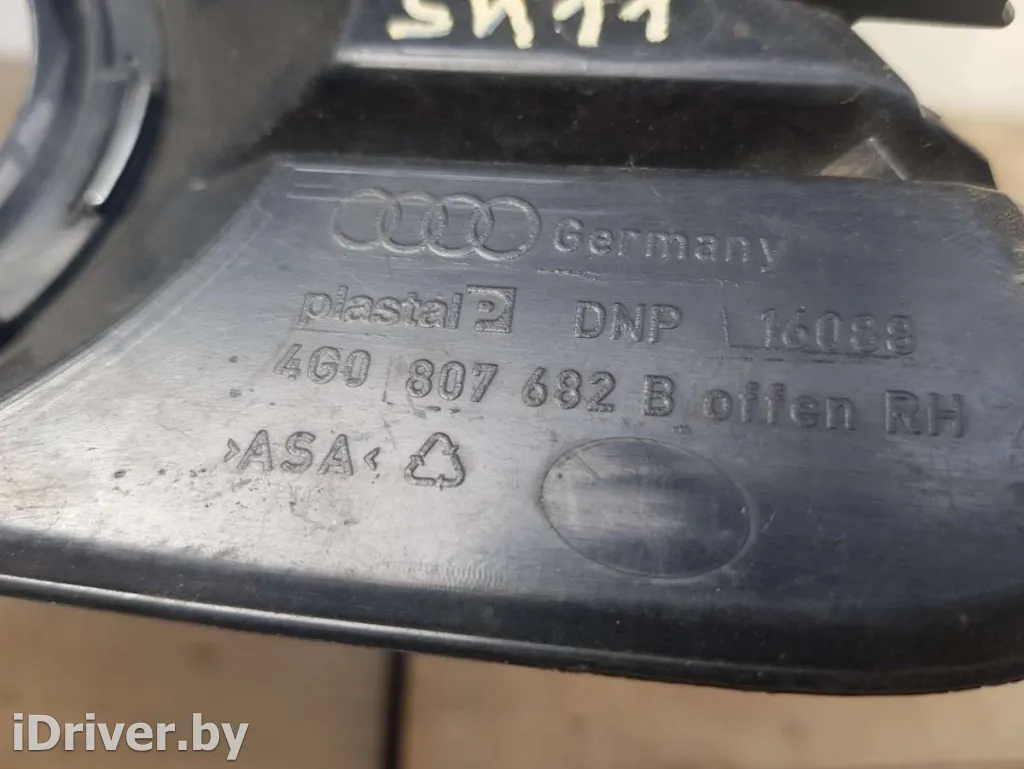 Germany
plastal P DNP 16088
4G0 807 682 B offen RH
>ASA<
iDriver.by